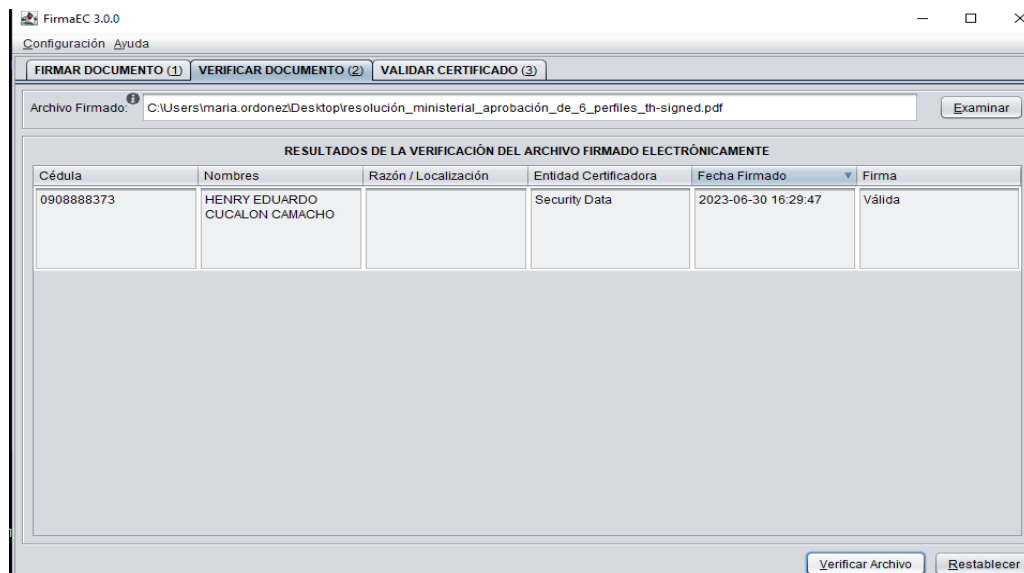 FirmaEC 3.0.0
Configuración Ayuda
FIRMAR DOCUMENTO (1) VERIFICAR DOCUMENTO (2) VALIDAR CERTIFICADO (3)
Archivo Firmado: C:\Users\maria.ordonez\Desktop\resolución_ministerial_aprobación_de_6_perfiles_th-signed.pdf Examinar
RESULTADOS DE LA VERIFICACIÓN DEL ARCHIVO FIRMADO ELECTRÓNICAMENTE
Cédula Nombres Razón / Localización Entidad Certificadora Fecha Firmado Firma
0908888373 HENRY EDUARDO Security Data 2023-06-30 16:29:47 Válida
CUCALON CAMACHO
Verificar Archivo Restablecer